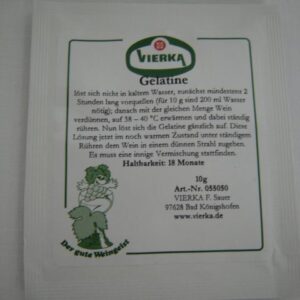 VIERKA
Gelatine
löst sich nicht in kaltem Wasser, zunächst mindestens 2
Stunden lang vorquellen (für 10 g sind 200 ml Wasser
nötig); danach mit der gleichen Menge Wein
verdünnen, auf 38 – 40 °C erwärmen und dabei ständig
rühren. Nun löst sich die Gelatine gänzlich auf. Diese
Lösung jetzt im noch warmen Zustand unter ständigem
Rühren dem Wein in einem dünnen Strahl zugeben.
Es muss eine innige Vermischung stattfinden.
Haltbarkeit: 18 Monate
10g
Art.-Nr. 058050
VIERKA F. Sauer
97628 Bad Königshofen
www.vierka.de
Der gute Weingeist